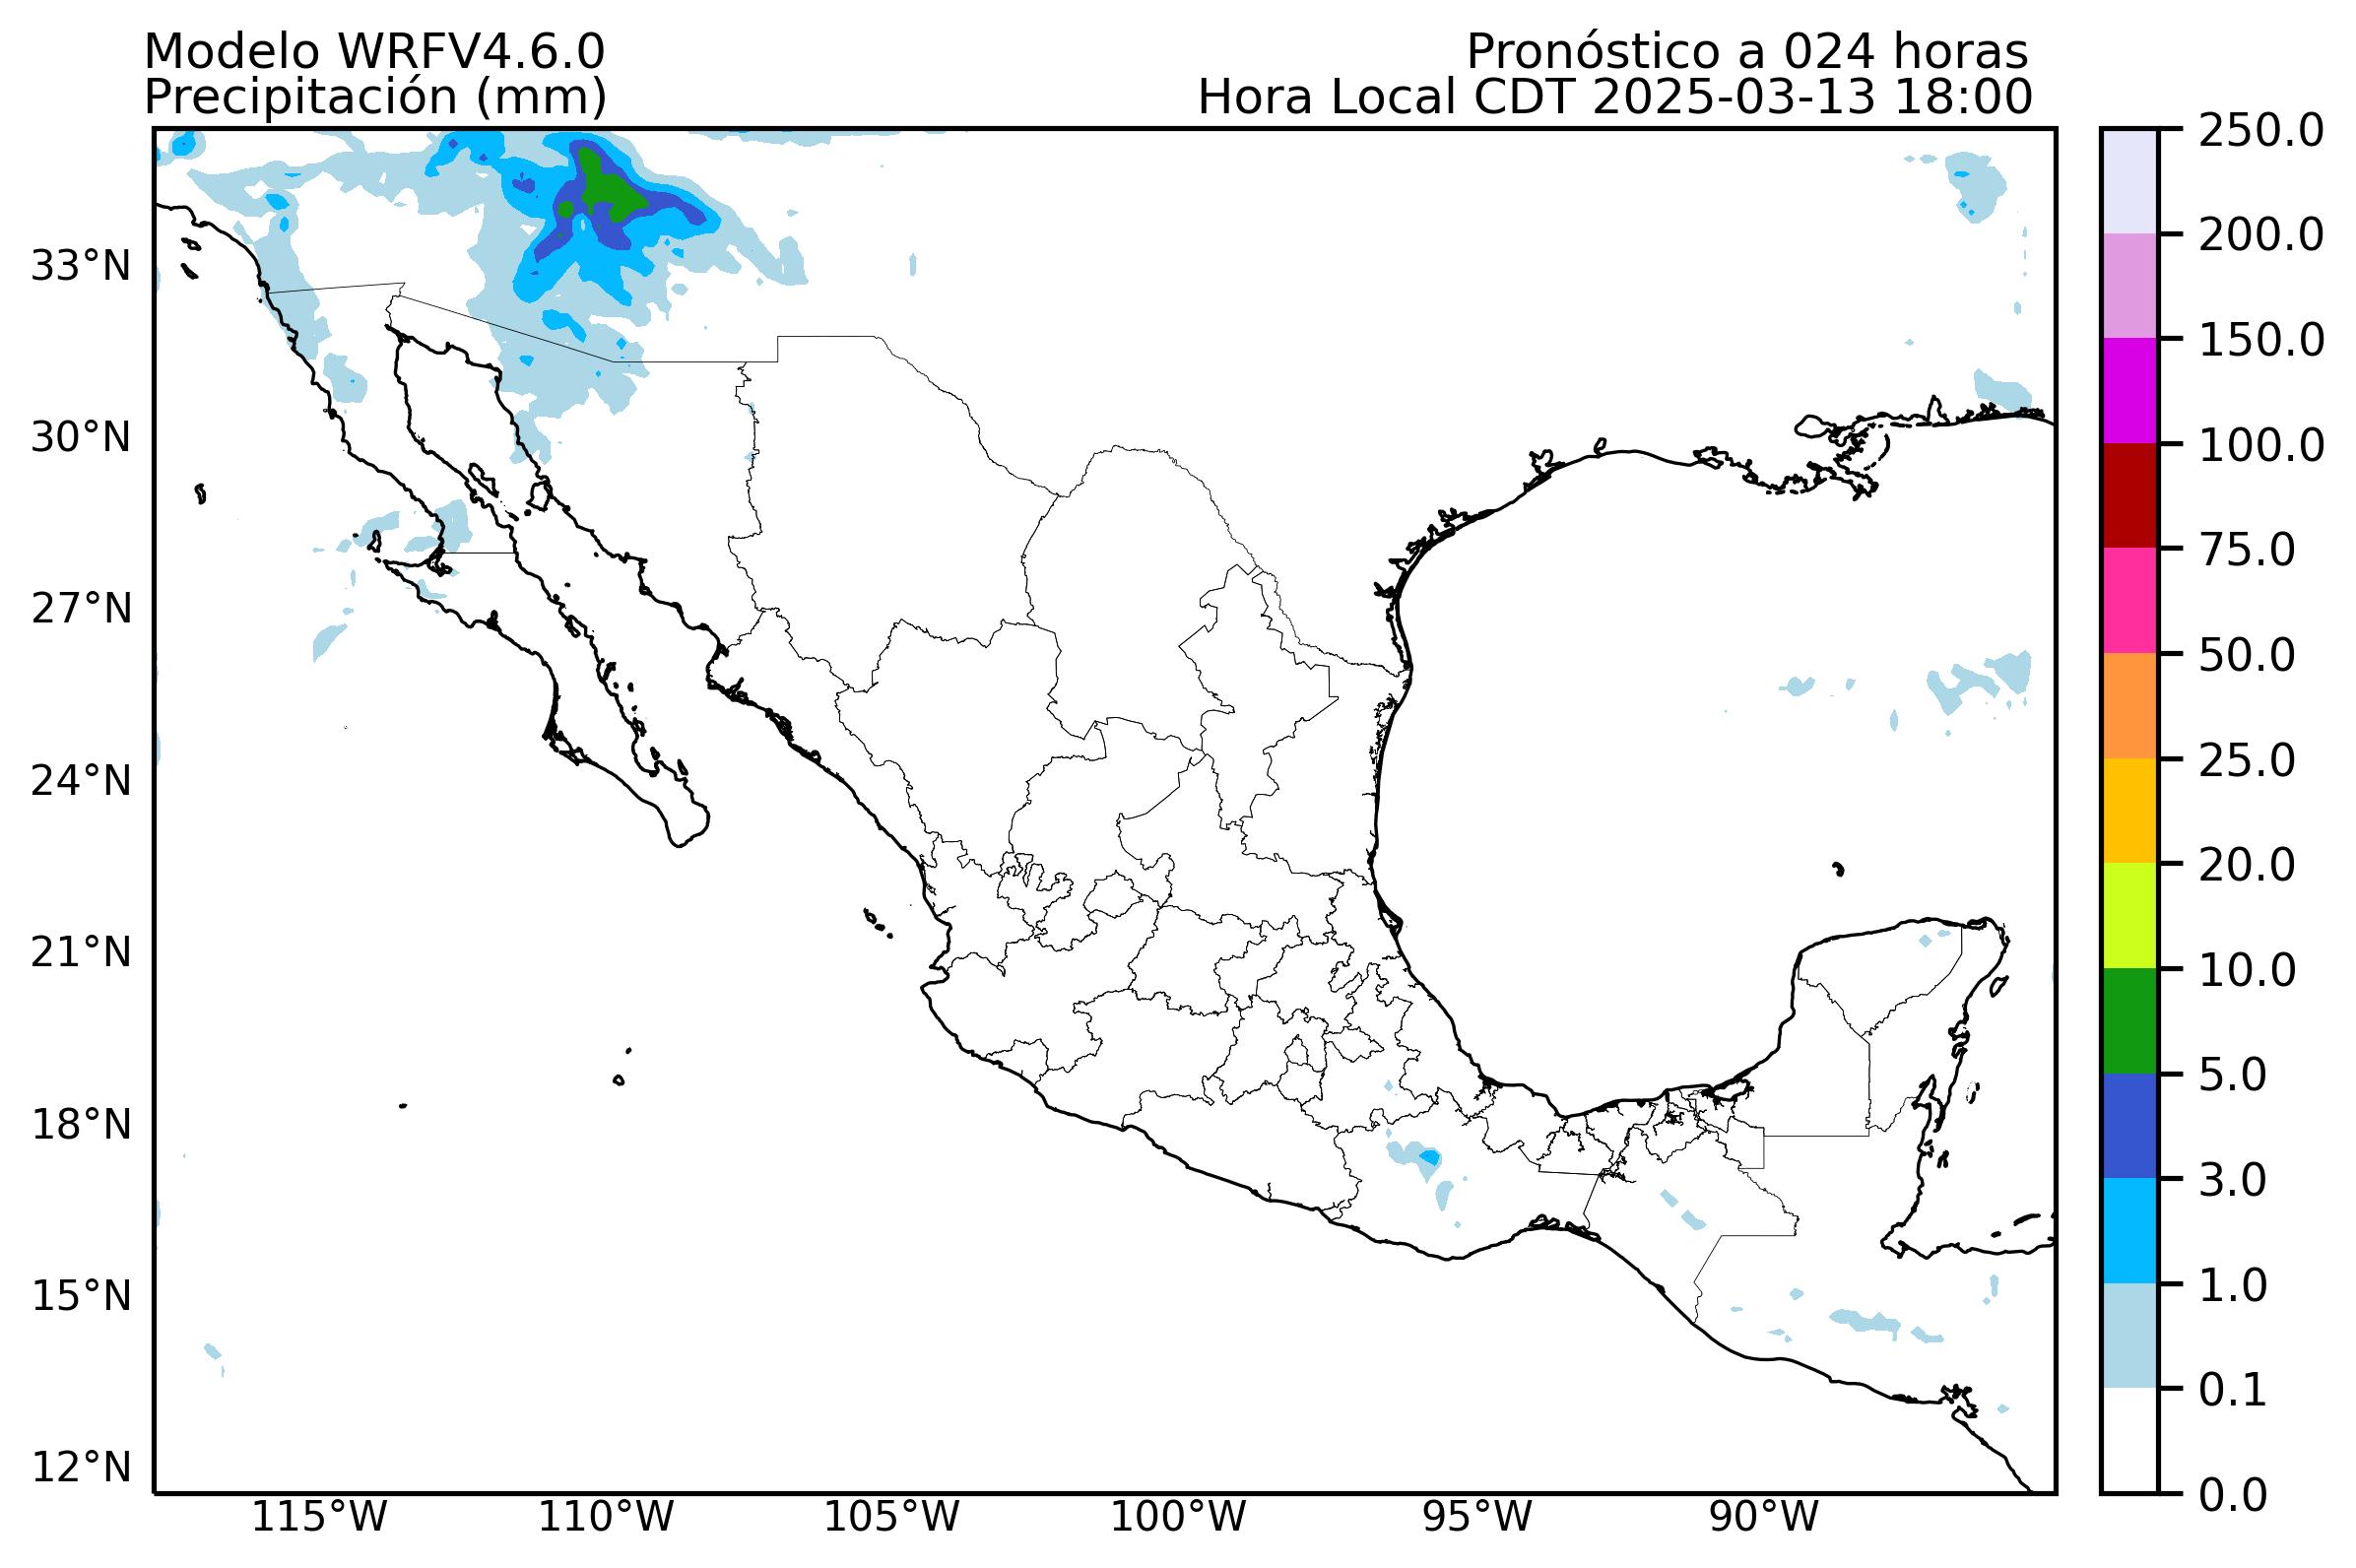 Modelo WRFV4.6.0
Precipitación (mm)
Pronóstico a 024 horas
Hora Local CDT 2025-03-13 18:00
33°N
30°N
27°N
24°N
21°N
18°N
15°N
12°N
115°W
110°W
105°W
100°W
95°W
90°W
250.0
200.0
150.0
100.0
75.0
50.0
25.0
20.0
10.0
5.0
3.0
1.0
0.1
0.0